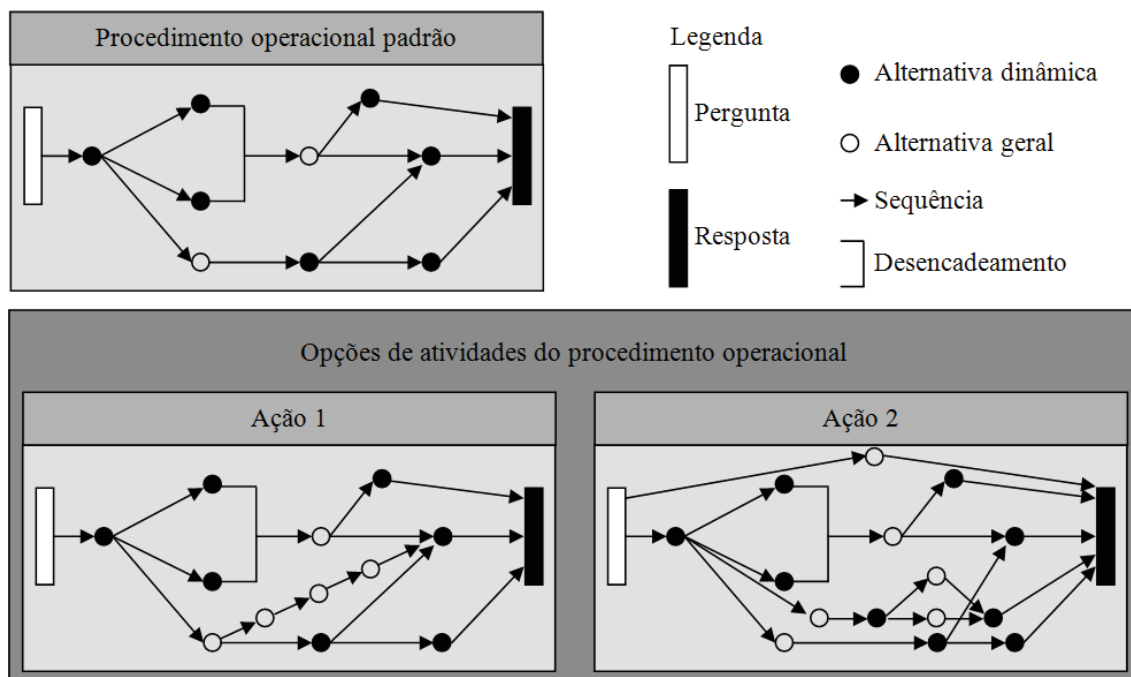 Procedimento operacional padrão
Legenda
Pergunta
Resposta
Alternativa dinâmica
Alternativa geral
Sequência
Desencadeamento
Opções de atividades do procedimento operacional
Ação 1
Ação 2